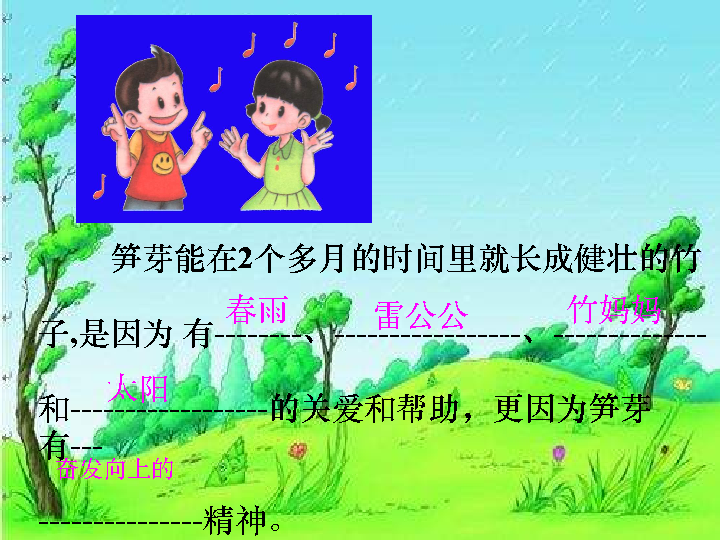 笋芽能在2个多月的时间里就长成健壮的竹
春雨 雷公公 竹妈妈
子,是因为 有--------、-----------------、--------------
太阳
和------------------的关爱和帮助，更因为笋芽
有---
奋发向上的
---------------精神。